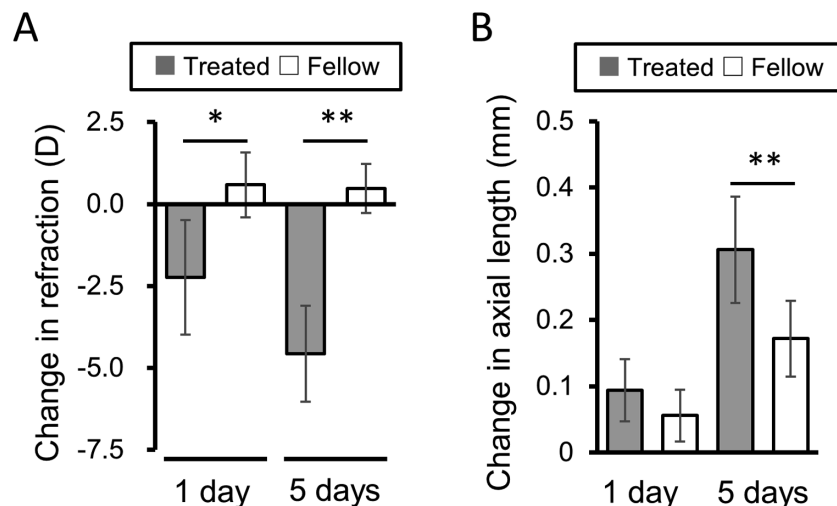 A
Treated Fellow
Change in refraction (D)
2.5
0.0
-2.5
-5.0
-7.5
* **
1 day 5 days
B
Treated Fellow
Change in axial length (mm)
0.5
0.4
0.3
0.2
0.1
0
**
1 day 5 days